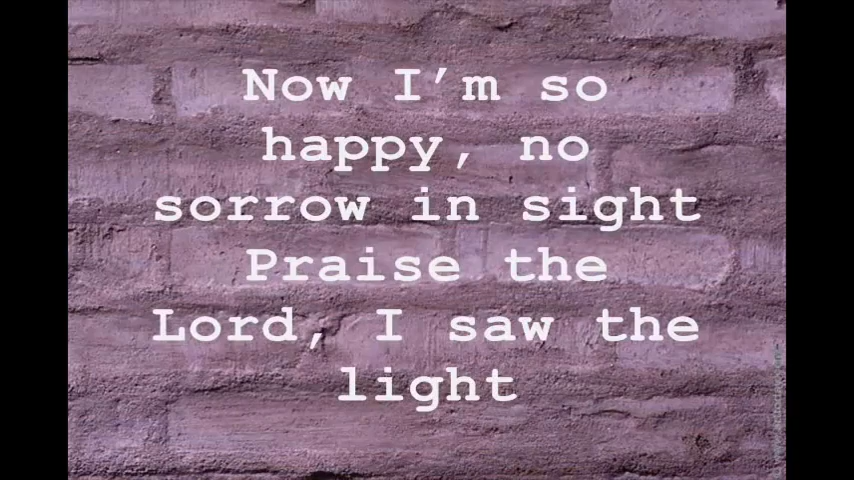 Now I’m so
happy, no
sorrow in sight
Praise the
Lord, I saw the
light